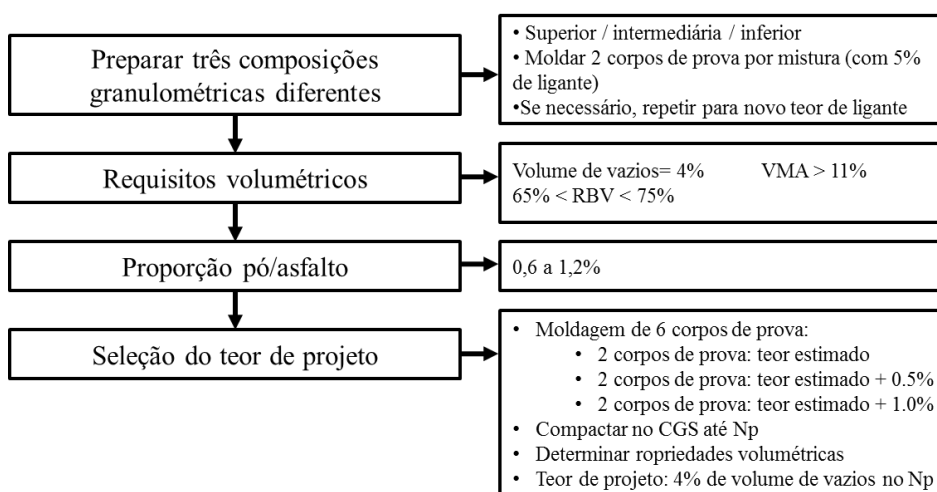 Preparar três composições
granulométricas diferentes
• Superior / intermediária / inferior
• Moldar 2 corpos de prova por mistura (com 5%
de ligante)
•Se necessário, repetir para novo teor de ligante
Requisitos volumétricos
Volume de vazios= 4% VMA > 11%
65% < RBV < 75%
Proporção pó/asfalto
0,6 a 1,2%
Seleção do teor de projeto
• Moldagem de 6 corpos de prova:
• 2 corpos de prova: teor estimado
• 2 corpos de prova: teor estimado + 0.5%
• 2 corpos de prova: teor estimado + 1.0%
• Compactar no CGS até Np
• Determinar ropriedades volumétricas
• Teor de projeto: 4% de volume de vazios no Np